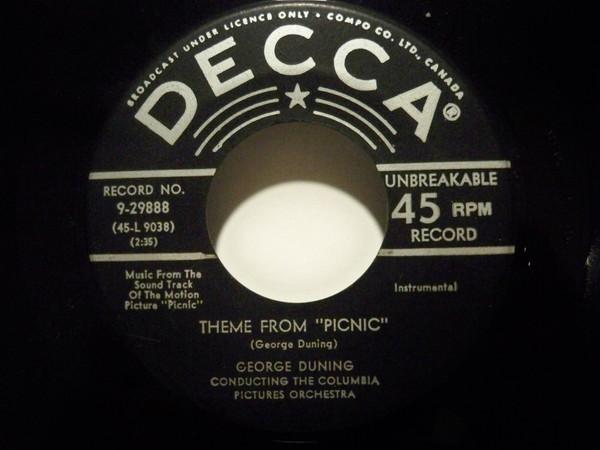 BROADCAST UNDER LICENCE ONLY • COMPO CO. LTD., CANADA
DECCA®
RECORD NO.
9-29888
(45-L 9038)
(2:35)
UNBREAKABLE
45 RPM
RECORD
Music From The
Sound Track
Of The Motion
Picture "Picnic"
Instrumental
THEME FROM "PICNIC"
(George Duning)
GEORGE DUNING
CONDUCTING THE COLUMBIA
PICTURES ORCHESTRA